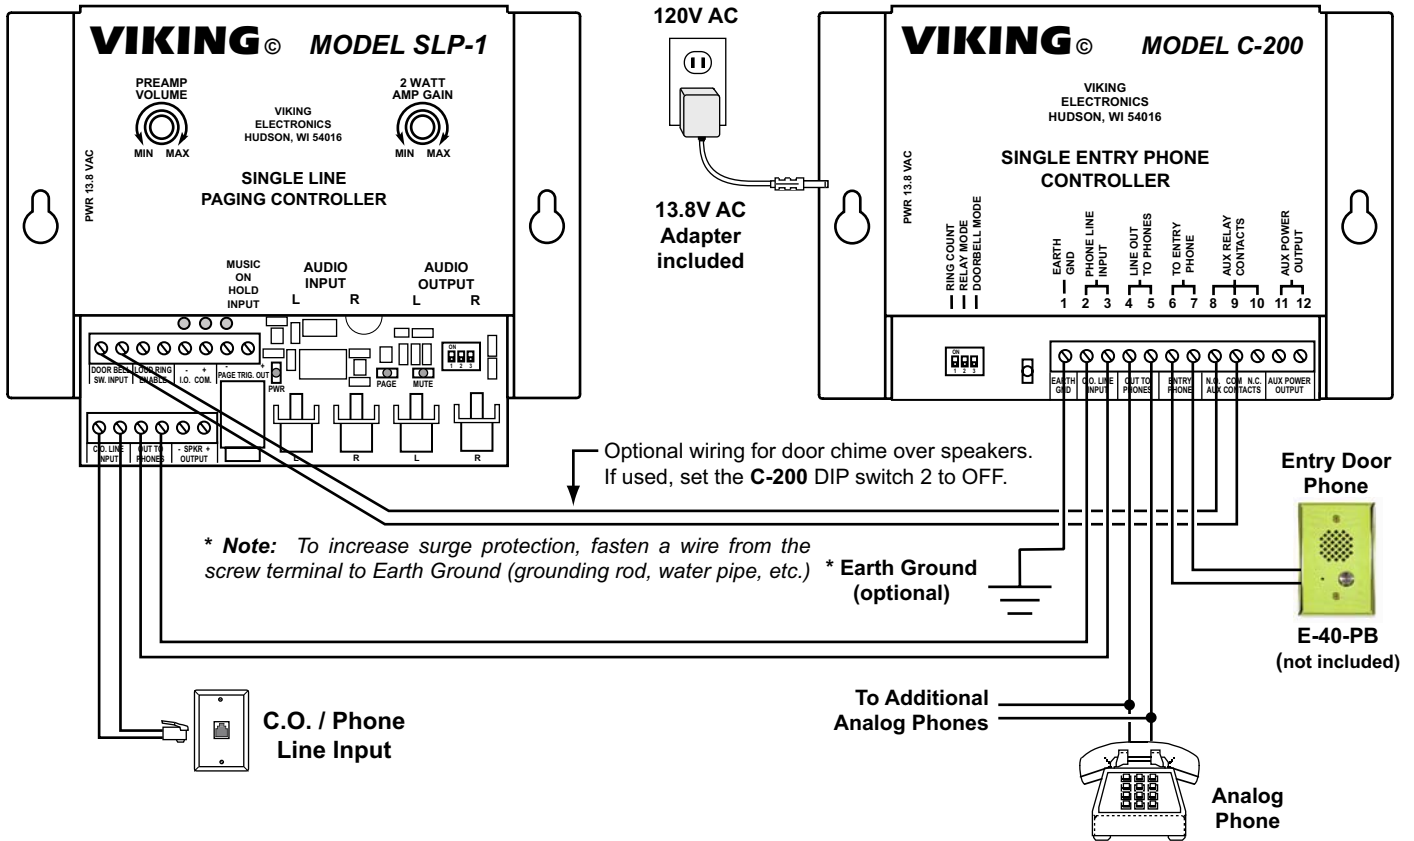 VIKING © MODEL SLP-1
PREAMP
VOLUME
MIN MAX
VIKING
ELECTRONICS
HUDSON, WI 54016
2 WATT
AMP GAIN
MIN MAX
PWR 13.8 VAC
SINGLE LINE
PAGING CONTROLLER
MUSIC
ON
HOLD
INPUT
AUDIO
INPUT
L R
AUDIO
OUTPUT
L R
DOOR BELL
SW. INPUT
LOUD RING
ENABLE
- +
I.O. COM.
- +
PAGE TRIG. OUT
PWR
PAGE
MUTE
ON
1 2 3
C.O. LINE
INPUT
OUT TO
PHONES
- SPKR +
OUTPUT
L
R
L
R
120V AC
13.8V AC
Adapter
included
VIKING © MODEL C-200
VIKING
ELECTRONICS
HUDSON, WI 54016
PWR 13.8 VAC
SINGLE ENTRY PHONE
CONTROLLER
RING COUNT
RELAY MODE
DOORBELL MODE
EARTH
GND
PHONE LINE
INPUT
LINE OUT
TO PHONES
TO ENTRY
PHONE
AUX RELAY
CONTACTS
AUX POWER
OUTPUT
1 2 3 4 5 6 7 8 9 10 11 12
ON
1 2 3
EARTH
GND
C.O. LINE
INPUT
OUT TO
PHONES
ENTRY
PHONE
N.O. COM N.C.
AUX CONTACTS
AUX POWER
OUTPUT
Optional wiring for door chime over speakers.
If used, set the C-200 DIP switch 2 to OFF.
* Note: To increase surge protection, fasten a wire from the
screw terminal to Earth Ground (grounding rod, water pipe, etc.)
* Earth Ground
(optional)
Entry Door
Phone
E-40-PB
(not included)
C.O. / Phone
Line Input
To Additional
Analog Phones
Analog
Phone